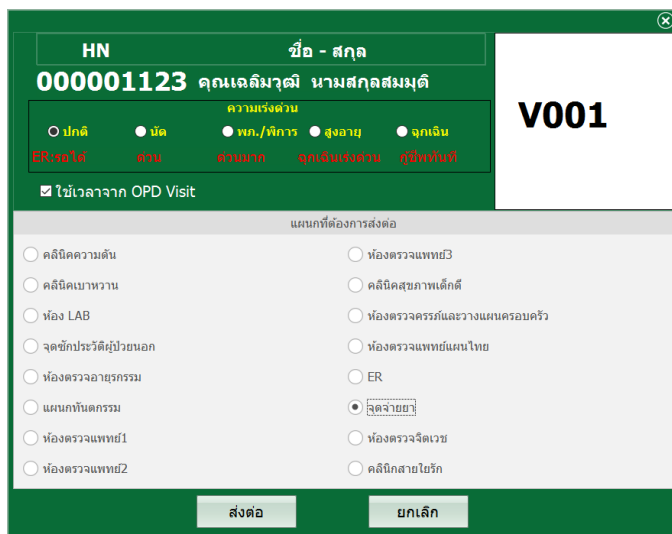 HN ชื่อ - สกุล
000001123 คุณเฉลิมวุฒิ นามสกุลสมมุติ
V001
ความเร่งด่วน
ปกติ นัด พภ./พิการ สูงอายุ ฉุกเฉิน
ER:รอได้ ด่วน ด่วนมาก ฉุกเฉินเร่งด่วน กู้ชีพทันที
ใช้เวลาจาก OPD Visit
แผนกที่ต้องการส่งต่อ
คลินิคความดัน ห้องตรวจแพทย์3
คลินิคเบาหวาน คลินิคสุขภาพเด็กดี
ห้อง LAB ห้องตรวจครรภ์และวางแผนครอบครัว
จุดซักประวัติผู้ป่วยนอก ห้องตรวจแพทย์แผนไทย
ห้องตรวจอายุรกรรม ER
แผนกทันตกรรม จุดจ่ายยา
ห้องตรวจแพทย์1 ห้องตรวจจิตเวช
ห้องตรวจแพทย์2 คลินิกสายใยรัก
ส่งต่อ ยกเลิก